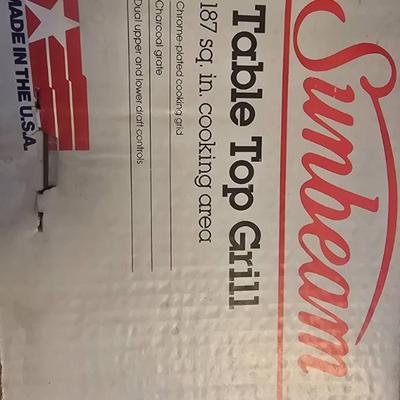 Sunbeam
Table Top Grill
187 sq. in. cooking area
Chrome-plated cooking grid
Charcoal grate
Dual upper and lower draft controls
MADE IN THE U.S.A.